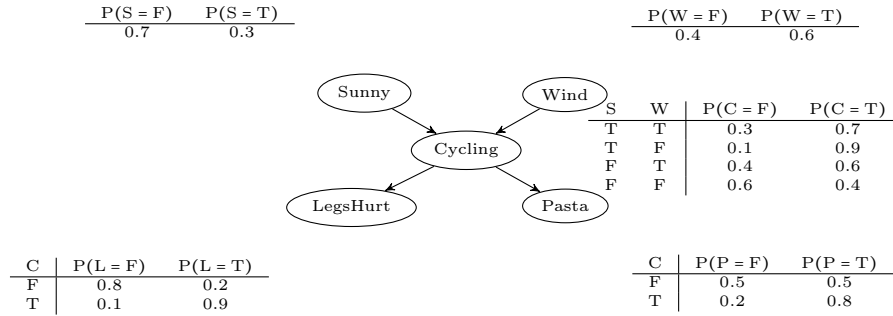 P(S = F) P(S = T)
0.7 0.3
P(W = F) P(W = T)
0.4 0.6
Sunny
Wind
Cycling
LegsHurt
Pasta
S W P(C = F) P(C = T)
T T 0.3 0.7
T F 0.1 0.9
F T 0.4 0.6
F F 0.6 0.4
C P(L = F) P(L = T)
F 0.8 0.2
T 0.1 0.9
C P(P = F) P(P = T)
F 0.5 0.5
T 0.2 0.8